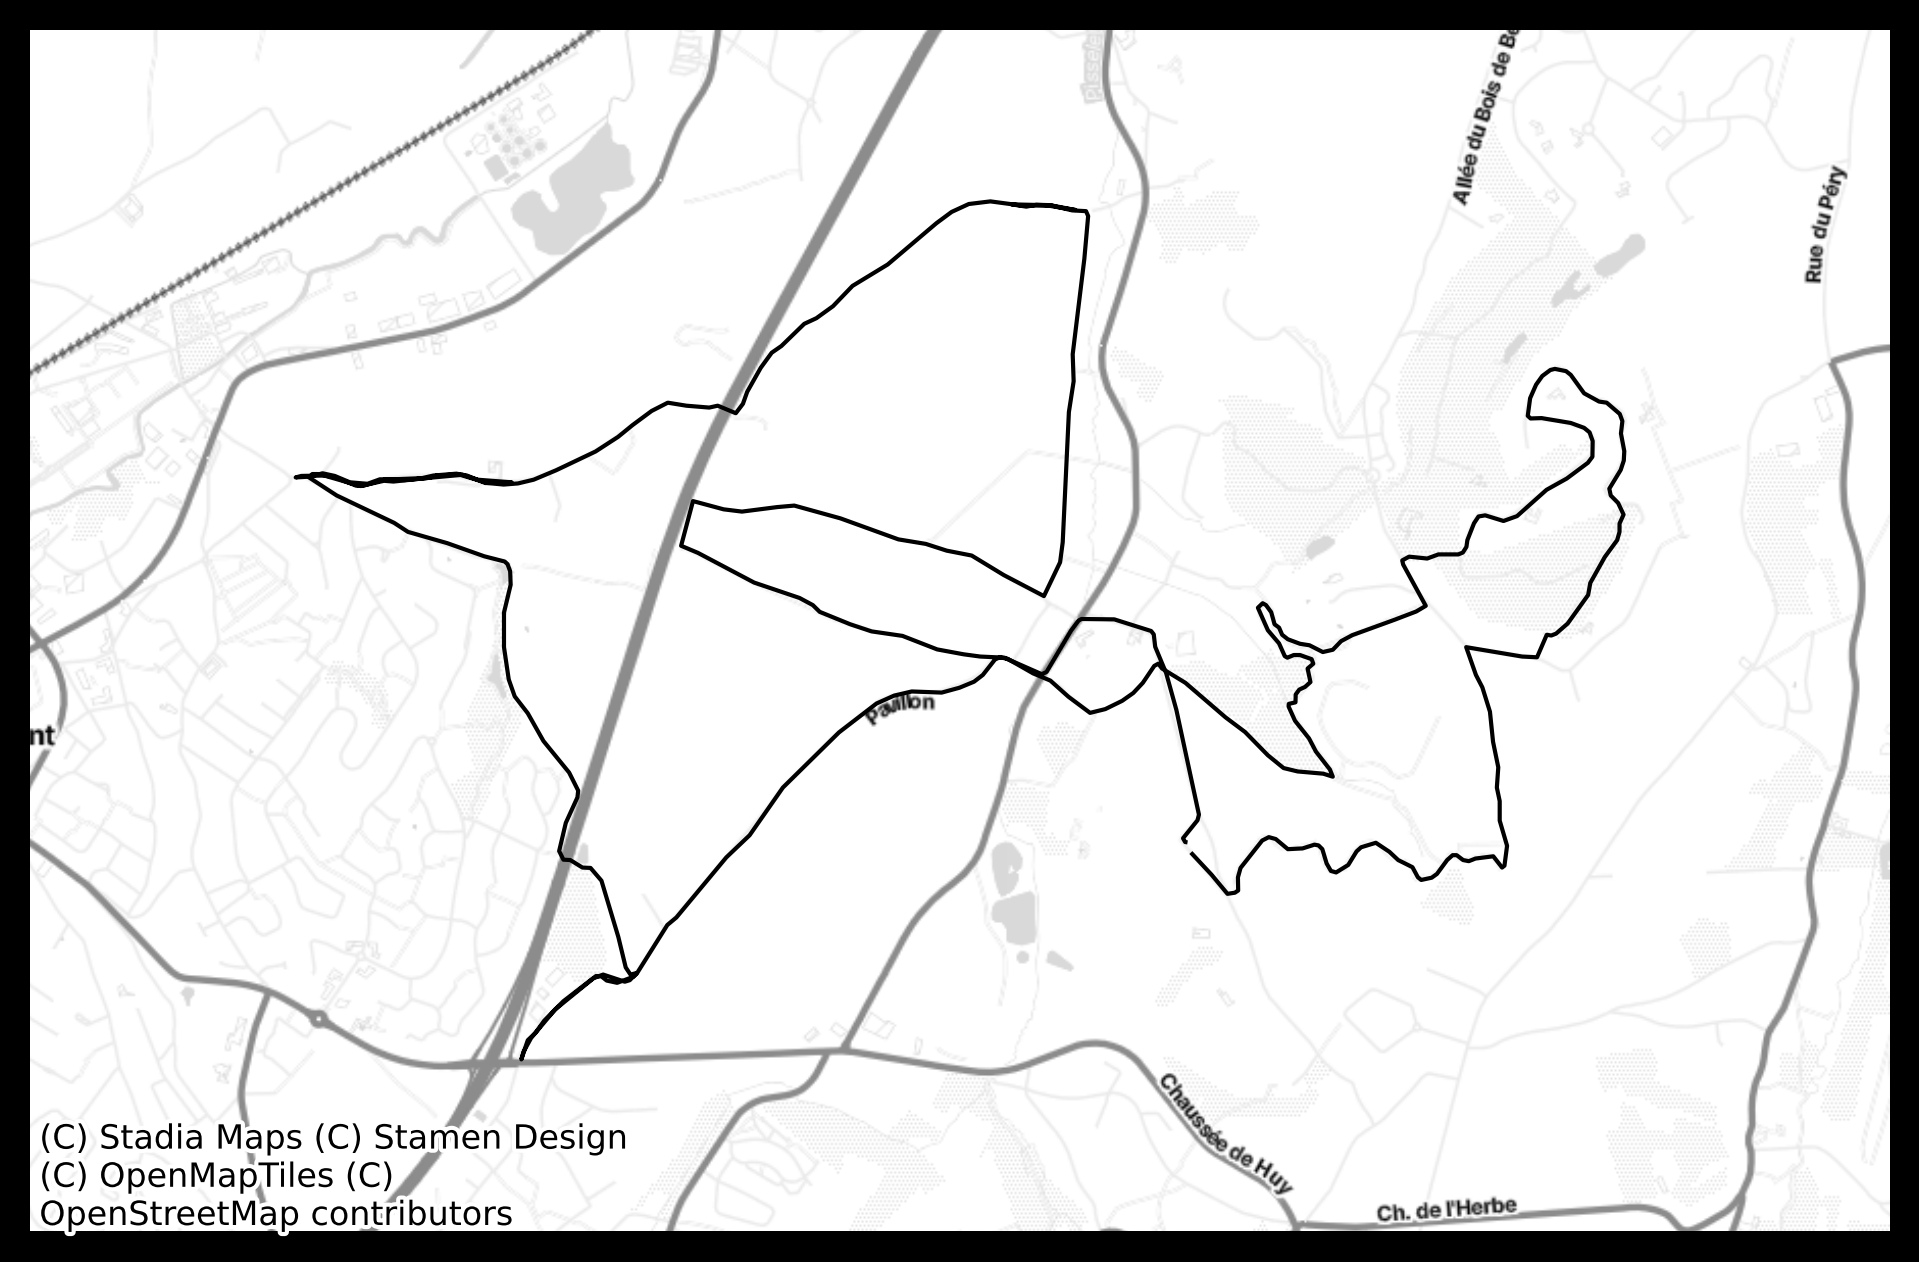 Allée du Bois de Be
Rue du Péry
Pavillon
nt
Chaussée de Huy
Ch. de l'Herbe
(C) Stadia Maps (C) Stamen Design
(C) OpenMapTiles (C)
OpenStreetMap contributors